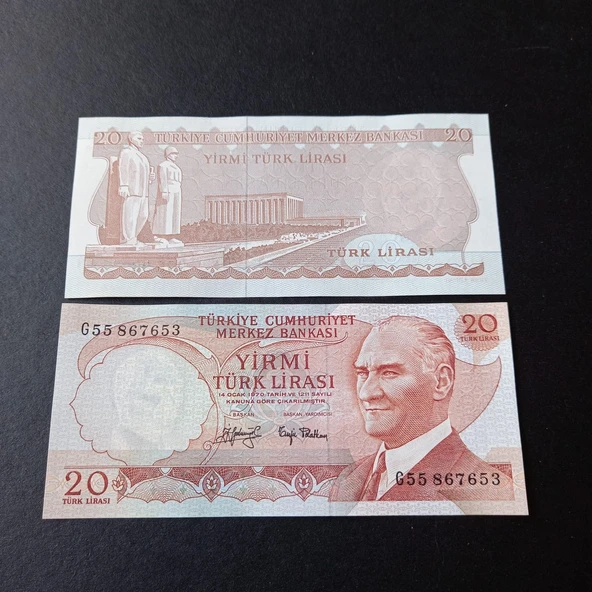 20 TÜRKİYE CUMHURİYET MERKEZ BANKASI 20
YİRMİ TÜRK LİRASI
TÜRK LİRASI
G55 867653
TÜRKİYE CUMHURİYET
MERKEZ BANKASI
20
TÜRK LİRASI
YİRMİ
TÜRK LİRASI
14 OCAK 1970 TARİH VE 1211 SAYILI
KANUNA GÖRE ÇIKARILMIŞTIR.
BAŞKAN BAŞKAN YARDIMCISI
20
TÜRK LİRASI
G55 867653